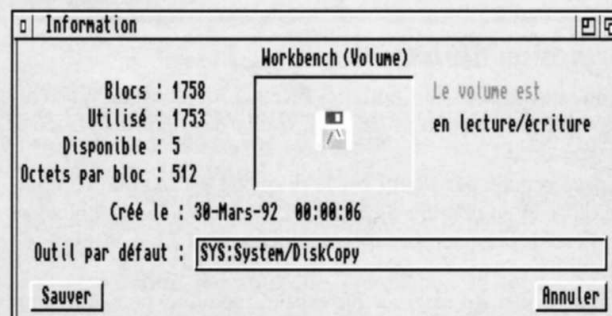 Information
Workbench (Volume)
Blocs : 1758
Utilisé : 1753
Disponible : 5
Octets par bloc : 512
Le volume est
en lecture/écriture
Créé le : 30-Mars-92 00:00:06
Outil par défaut : SYS:System/DiskCopy
Sauver
Annuler